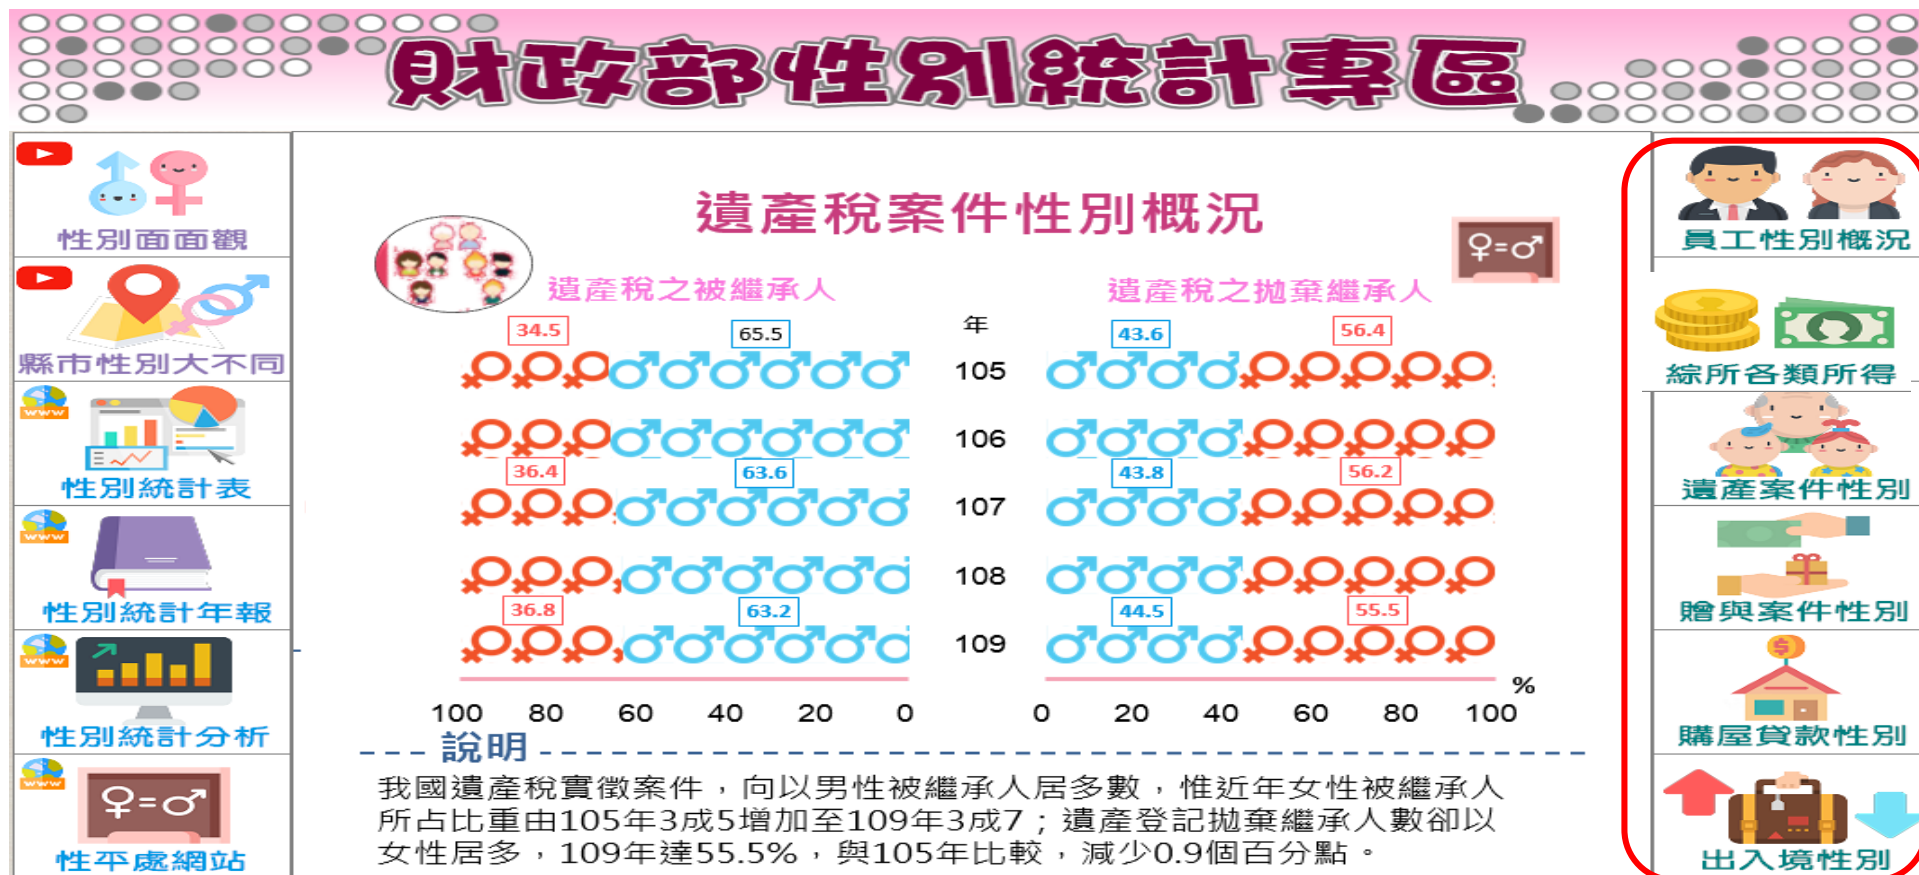 財政部性別統計專區
性別面面觀
縣市性別大不同
www
性別統計表
www
性別統計年報
www
性別統計分析
www
♀=♂
性平處網站
遺產稅案件性別概況
♀=♂
遺產稅之被繼承人
遺產稅之拋棄繼承人
年
34.5 65.5 105 43.6 56.4
106
36.4 63.6 107 43.8 56.2
108
36.8 63.2 109 44.5 55.5
%
100 80 60 40 20 0 0 20 40 60 80 100
說明
我國遺產稅實徵案件，向以男性被繼承人居多數，惟近年女性被繼承人
所占比重由105年3成5增加至109年3成7；遺產登記拋棄繼承人數卻以
女性居多，109年達55.5%，與105年比較，減少0.9個百分點。
員工性別概況
綜所各類所得
遺產案件性別
贈與案件性別
$
購屋貸款性別
出入境性別